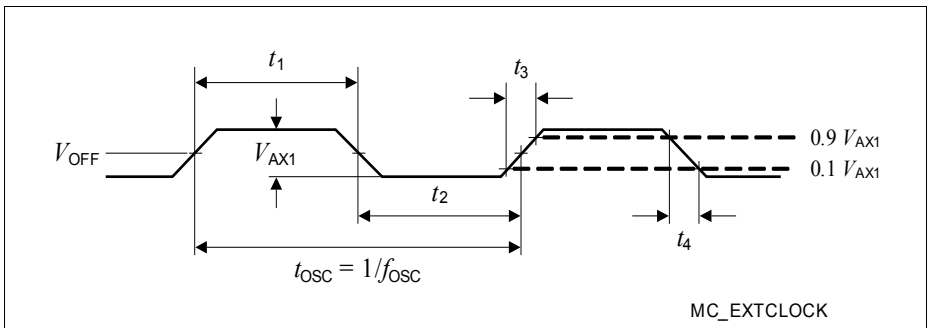 t1
t3
VOFF
VAX1
0.9 VAX1
0.1 VAX1
t2
t4
tOSC = 1/fOSC
MC_EXTCLOCK